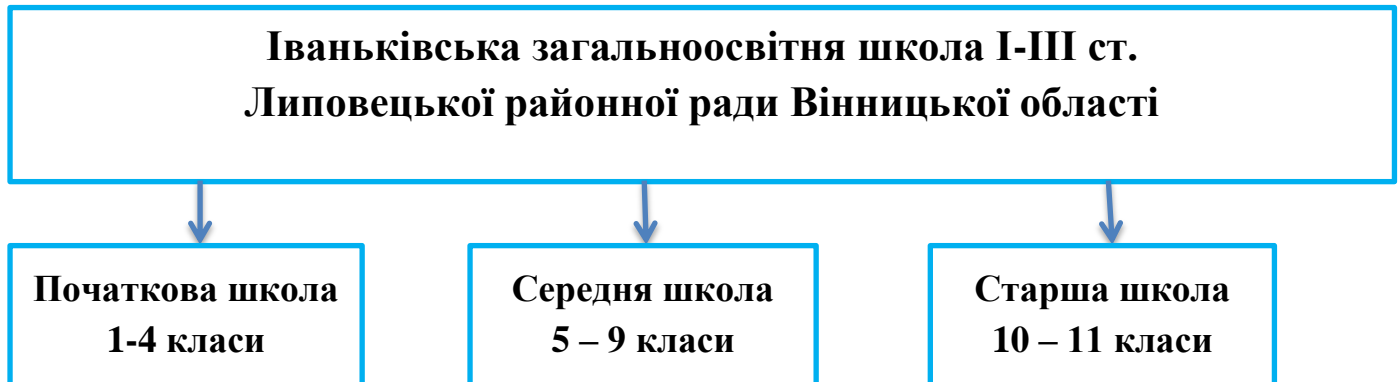 Іваньківська загальноосвітня школа І-ІІІ ст.
Липовецької районної ради Вінницької області
Початкова школа
1-4 класи
Середня школа
5 – 9 класи
Старша школа
10 – 11 класи